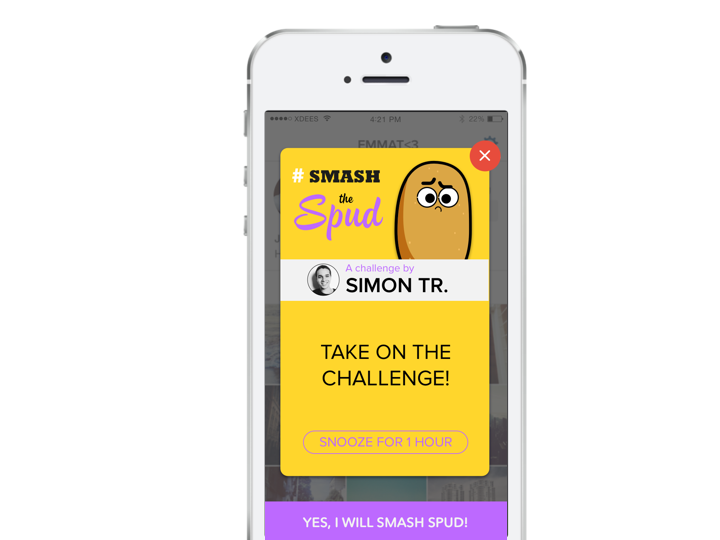 XDEES 4:21 PM 22%
EMMAT<3
# SMASH
the
Spud
A challenge by
SIMON TR.
TAKE ON THE
CHALLENGE!
SNOOZE FOR 1 HOUR
YES, I WILL SMASH SPUD!